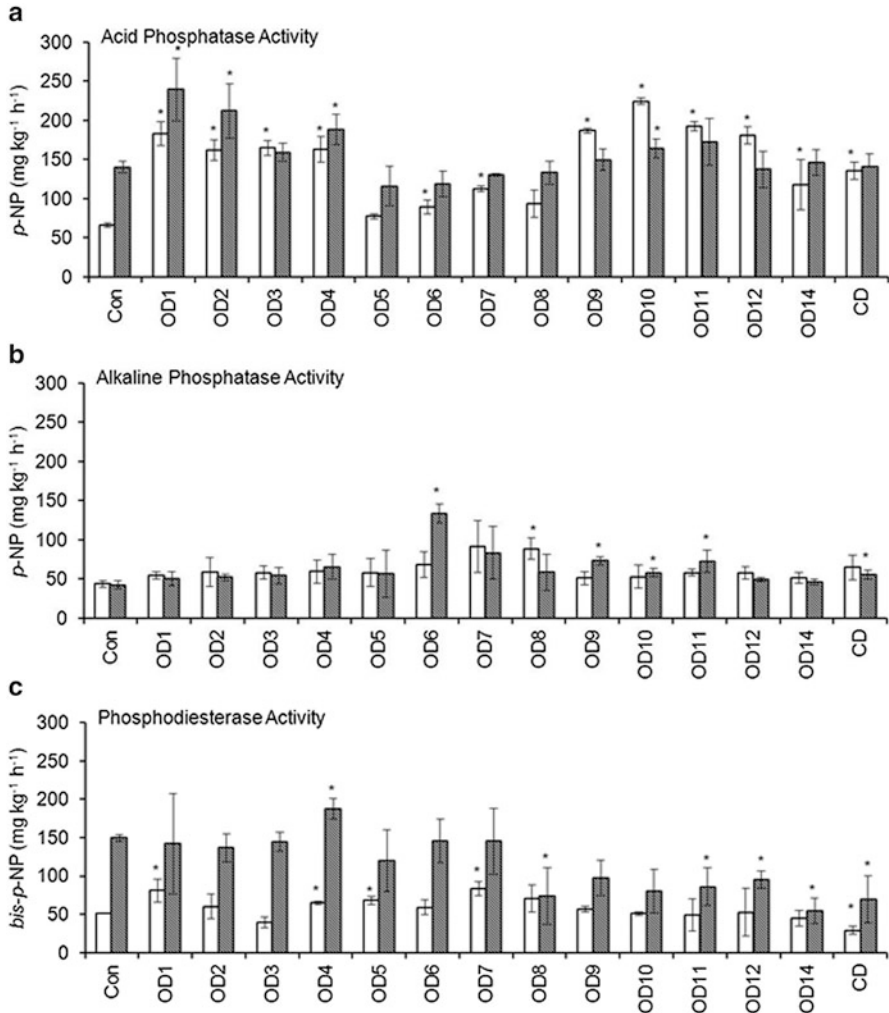 a
Acid Phosphatase Activity
p-NP (mg kg⁻¹ h⁻¹)
300
250
200
150
100
50
0
* * * * * * * * * * * * * * * *
Con OD1 OD2 OD3 OD4 OD5 OD6 OD7 OD8 OD9 OD10 OD11 OD12 OD14 CD
b
Alkaline Phosphatase Activity
p-NP (mg kg⁻¹ h⁻¹)
300
250
200
150
100
50
0
* * * * * *
Con OD1 OD2 OD3 OD4 OD5 OD6 OD7 OD8 OD9 OD10 OD11 OD12 OD14 CD
c
Phosphodiesterase Activity
bis-p-NP (mg kg⁻¹ h⁻¹)
300
250
200
150
100
50
0
* * * * * * * * * * *
Con OD1 OD2 OD3 OD4 OD5 OD6 OD7 OD8 OD9 OD10 OD11 OD12 OD14 CD